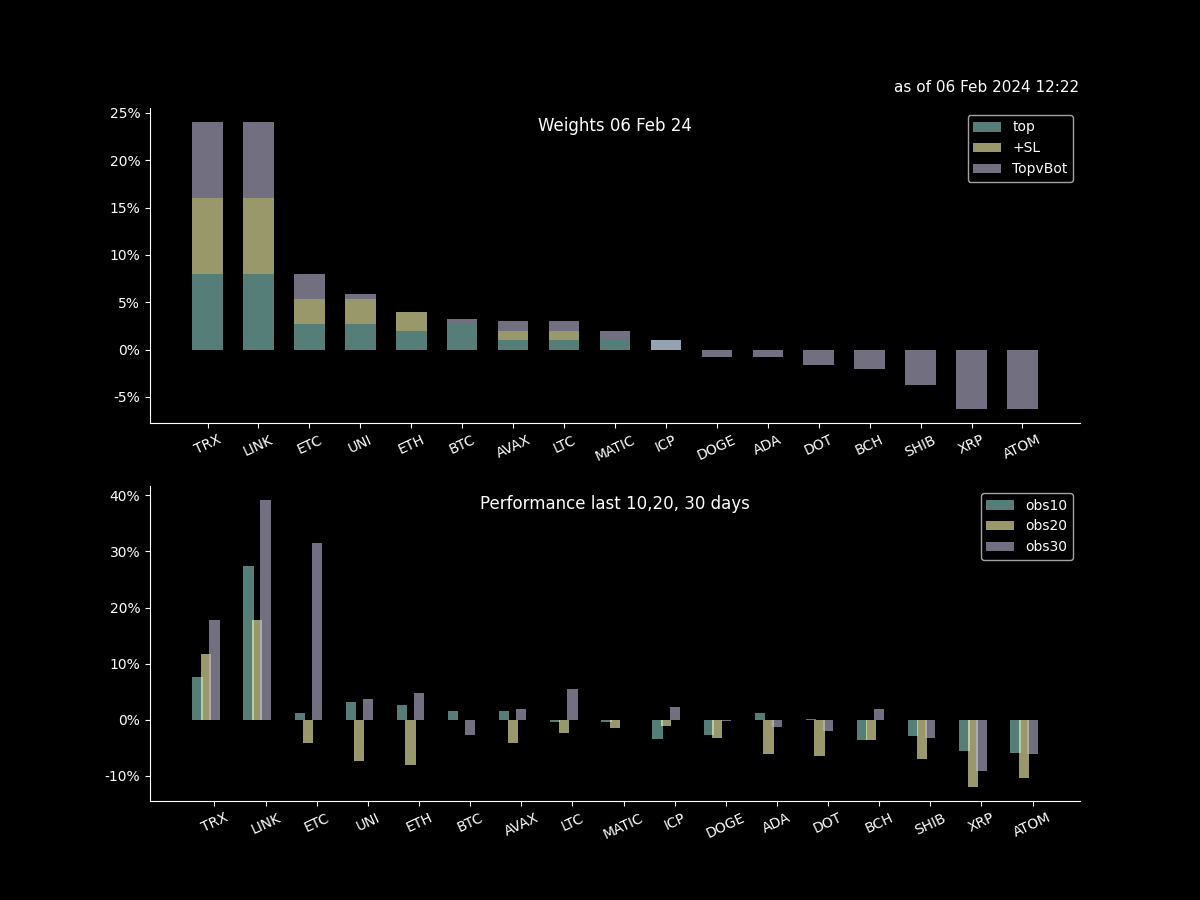 as of 06 Feb 2024 12:22
Weights 06 Feb 24
top
+SL
TopvBot
25%
20%
15%
10%
5%
0%
-5%
TRX LINK ETC UNI ETH BTC AVAX LTC MATIC ICP DOGE ADA DOT BCH SHIB XRP ATOM
Performance last 10,20, 30 days
obs10
obs20
obs30
40%
30%
20%
10%
0%
-10%
TRX LINK ETC UNI ETH BTC AVAX LTC MATIC ICP DOGE ADA DOT BCH SHIB XRP ATOM